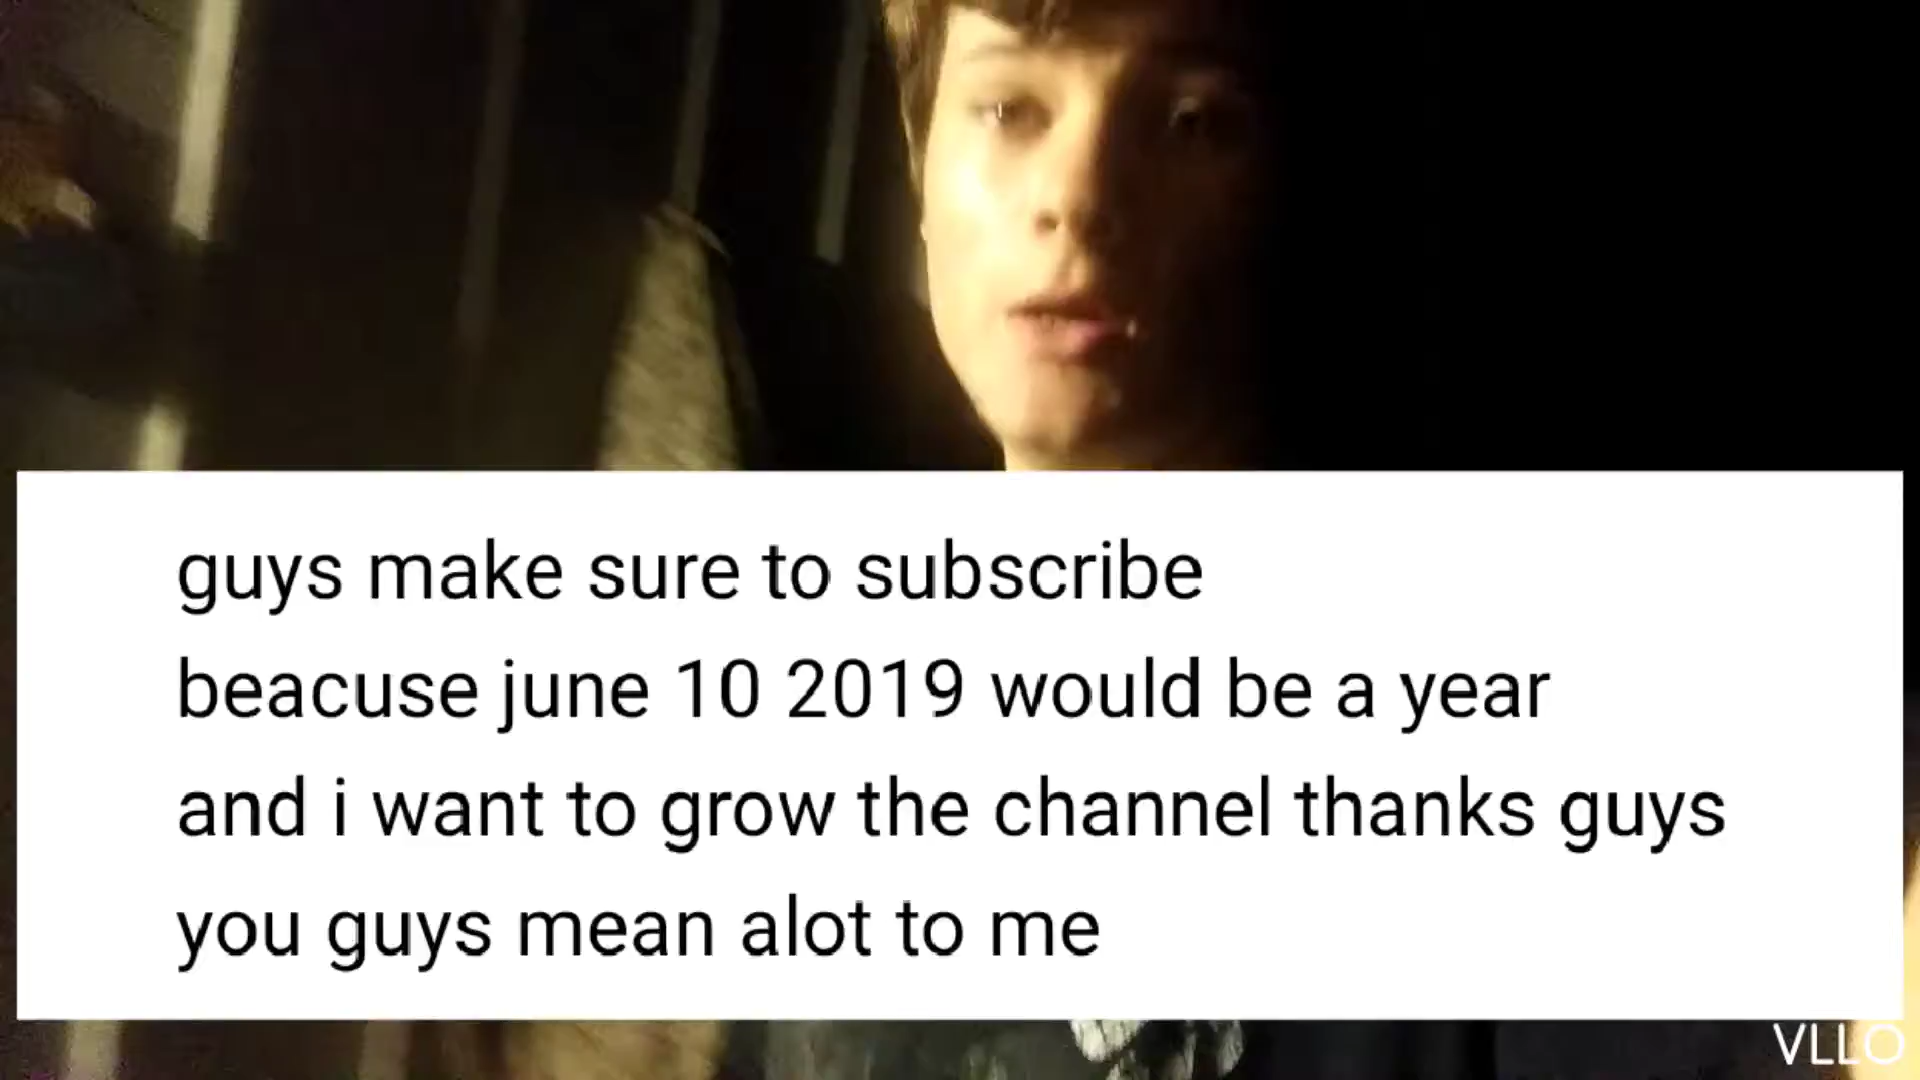 guys make sure to subscribe
beacuse june 10 2019 would be a year
and i want to grow the channel thanks guys
you guys mean alot to me
VLLO